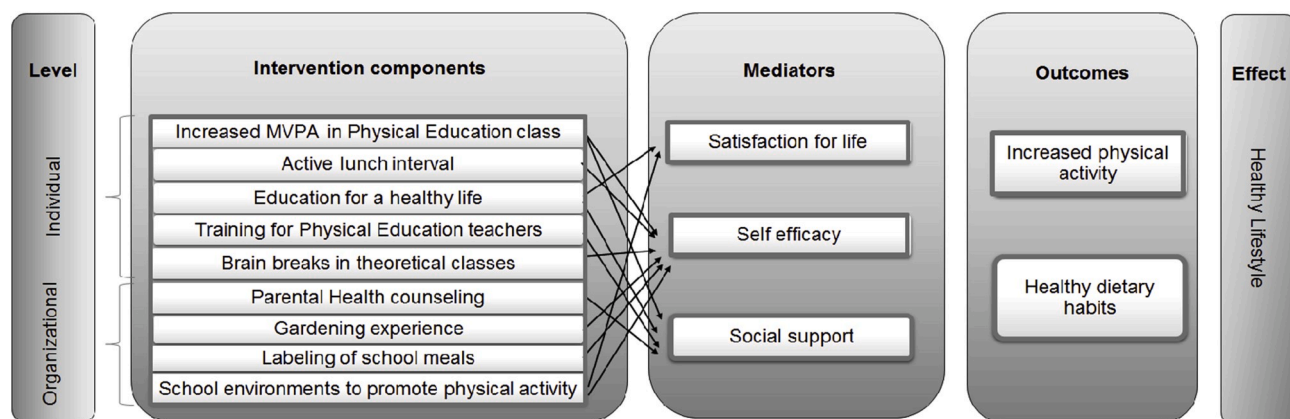 Level
Intervention components
Mediators
Outcomes
Effect
Individual
Organizational
Increased MVPA in Physical Education class
Active lunch interval
Education for a healthy life
Training for Physical Education teachers
Brain breaks in theoretical classes
Parental Health counseling
Gardening experience
Labeling of school meals
School environments to promote physical activity
Satisfaction for life
Self efficacy
Social support
Increased physical
activity
Healthy dietary
habits
Healthy Lifestyle